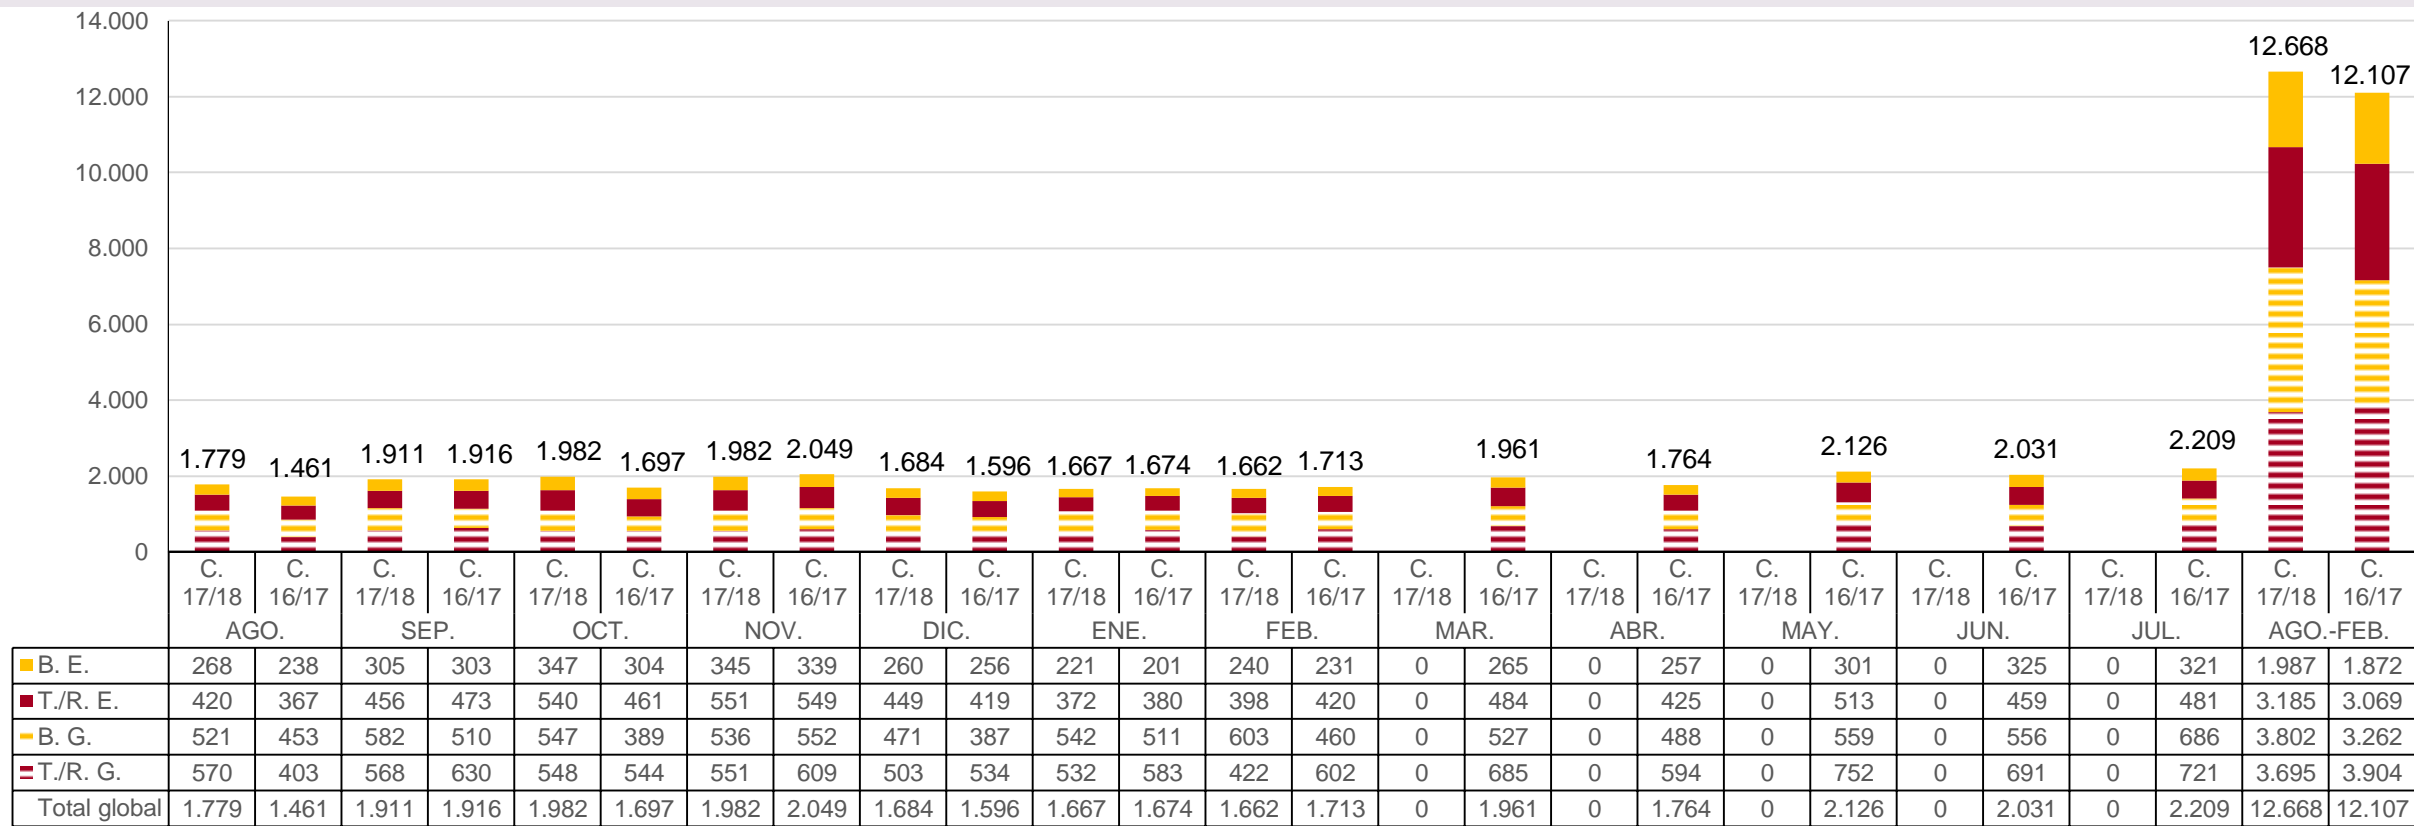 14.000
12.000
10.000
8.000
6.000
4.000
2.000
0
1.779 1.461 1.911 1.916 1.982 1.697 1.982 2.049 1.684 1.596 1.667 1.674 1.662 1.713 1.961 1.764 2.126 2.031 2.209 12.668 12.107
C. C. C. C. C. C. C. C. C. C. C. C. C. C. C. C. C. C. C. C. C. C. C. C. C. C.
17/18 16/17 17/18 16/17 17/18 16/17 17/18 16/17 17/18 16/17 17/18 16/17 17/18 16/17 17/18 16/17 17/18 16/17 17/18 16/17 17/18 16/17 17/18 16/17 17/18 16/17
AGO. SEP. OCT. NOV. DIC. ENE. FEB. MAR. ABR. MAY. JUN. JUL. AGO.-FEB.
B. E. 268 238 305 303 347 304 345 339 260 256 221 201 240 231 0 265 0 257 0 301 0 325 0 321 1.987 1.872
T./R. E. 420 367 456 473 540 461 551 549 449 419 372 380 398 420 0 484 0 425 0 513 0 459 0 481 3.185 3.069
B. G. 521 453 582 510 547 389 536 552 471 387 542 511 603 460 0 527 0 488 0 559 0 556 0 686 3.802 3.262
T./R. G. 570 403 568 630 548 544 551 609 503 534 532 583 422 602 0 685 0 594 0 752 0 691 0 721 3.695 3.904
Total global 1.779 1.461 1.911 1.916 1.982 1.697 1.982 2.049 1.684 1.596 1.667 1.674 1.662 1.713 0 1.961 0 1.764 0 2.126 0 2.031 0 2.209 12.668 12.107